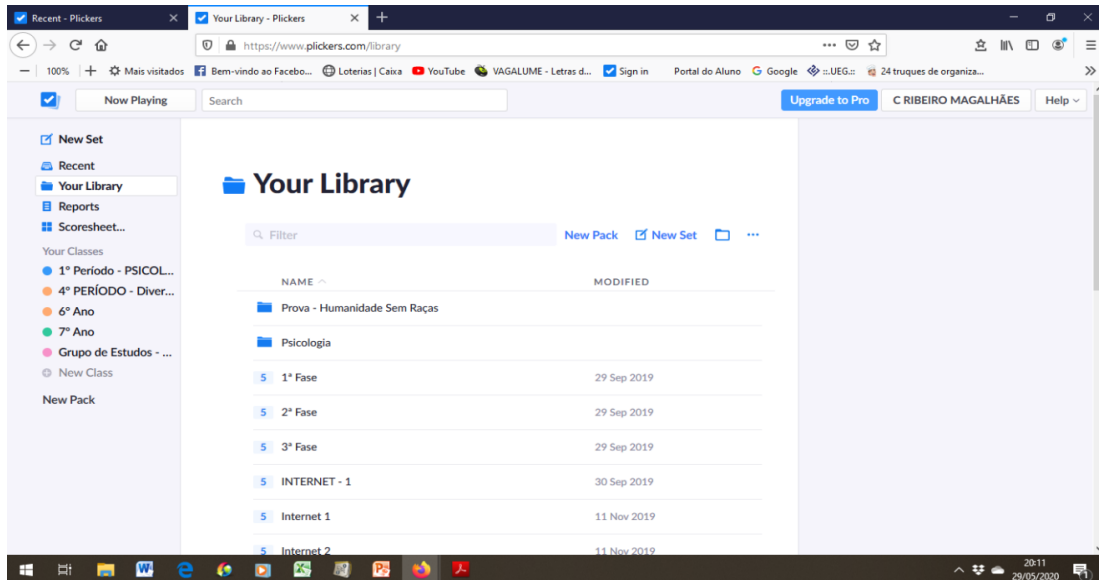 Recent - Plickers
Your Library - Plickers
https://www.plickers.com/library
100% Mais visitados Bem-vindo ao Facebo... Loterias | Caixa YouTube VAGALUME - Letras d... Sign in Portal do Aluno Google ::.UEG.:: 24 truques de organiza...
Now Playing Search Upgrade to Pro C RIBEIRO MAGALHÃES Help
New Set
Recent
Your Library
Reports
Scoresheet...
Your Classes
1º Período - PSICOL...
4º PERÍODO - Diver...
6º Ano
7º Ano
Grupo de Estudos - ...
New Class
New Pack
Your Library
Filter New Pack New Set ...
NAME MODIFIED
Prova - Humanidade Sem Raças
Psicologia
5 1ª Fase 29 Sep 2019
5 2ª Fase 29 Sep 2019
5 3ª Fase 29 Sep 2019
5 INTERNET - 1 30 Sep 2019
5 Internet 1 11 Nov 2019
5 Internet 2 11 Nov 2019
20:11
29/05/2020